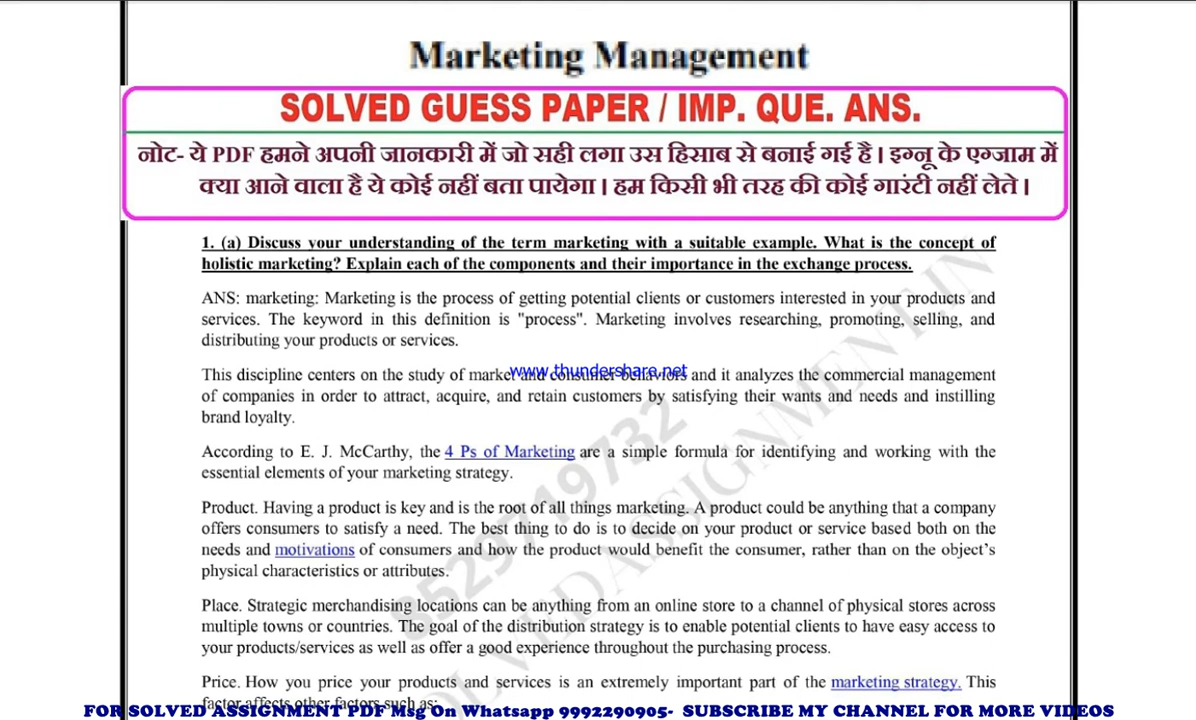 Marketing Management
SOLVED GUESS PAPER / IMP. QUE. ANS.
नोट- ये PDF हमने अपनी जानकारी में जो सही लगा उस हिसाब से बनाई गई है। इग्नू के एग्जाम में
क्या आने वाला है ये कोई नहीं बता पायेगा। हम किसी भी तरह की कोई गारंटी नहीं लेते।
1. (a) Discuss your understanding of the term marketing with a suitable example. What is the concept of
holistic marketing? Explain each of the components and their importance in the exchange process.
ANS: marketing: Marketing is the process of getting potential clients or customers interested in your products and
services. The keyword in this definition is "process". Marketing involves researching, promoting, selling, and
distributing your products or services.
This discipline centers on the study of market and consumer behaviors and it analyzes the commercial management
www.thundershare.net
of companies in order to attract, acquire, and retain customers by satisfying their wants and needs and instilling
brand loyalty.
According to E. J. McCarthy, the 4 Ps of Marketing are a simple formula for identifying and working with the
essential elements of your marketing strategy.
Product. Having a product is key and is the root of all things marketing. A product could be anything that a company
offers consumers to satisfy a need. The best thing to do is to decide on your product or service based both on the
needs and motivations of consumers and how the product would benefit the consumer, rather than on the object’s
physical characteristics or attributes.
Place. Strategic merchandising locations can be anything from an online store to a channel of physical stores across
multiple towns or countries. The goal of the distribution strategy is to enable potential clients to have easy access to
your products/services as well as offer a good experience throughout the purchasing process.
Price. How you price your products and services is an extremely important part of the marketing strategy. This
factor affects other factors such as:
8529719732
OLVEDASSIGNMENT.IN
FOR SOLVED ASSIGNMENT PDF Msg On Whatsapp 9992290905- SUBSCRIBE MY CHANNEL FOR MORE VIDEOS